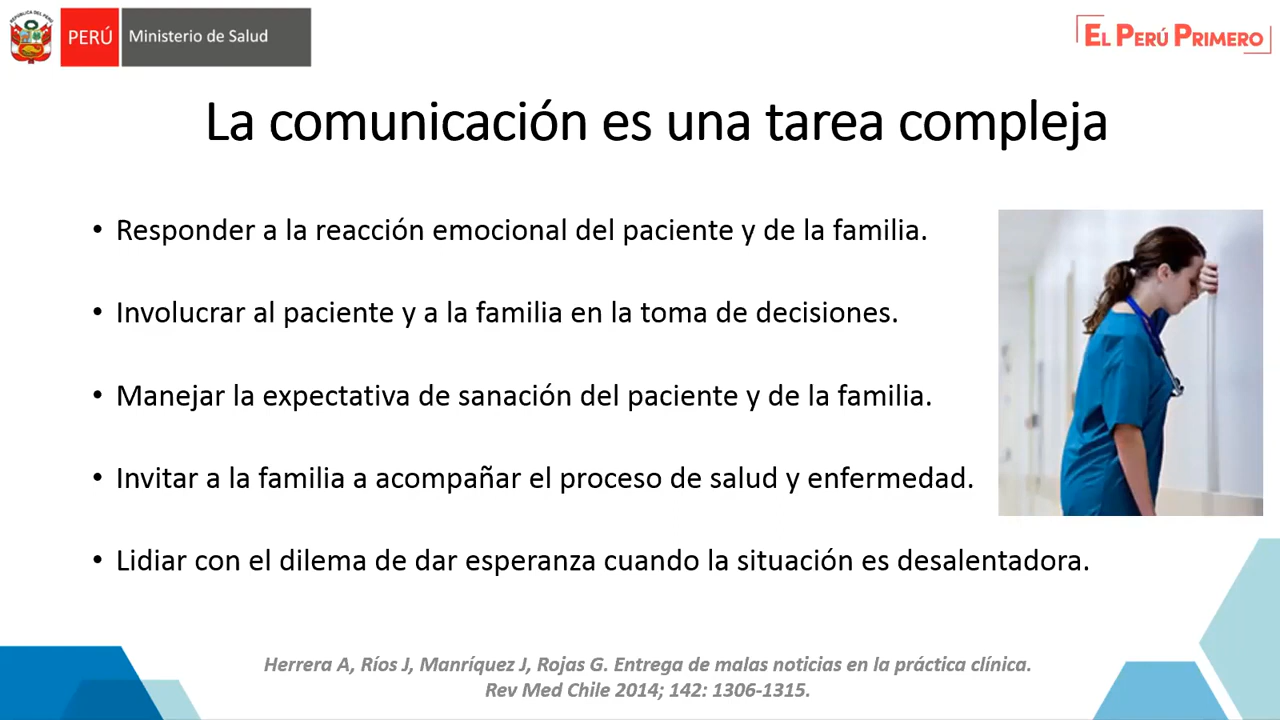 REPÚBLICA DEL PERÚ
PERÚ
Ministerio de Salud
EL PERÚ PRIMERO
La comunicación es una tarea compleja
• Responder a la reacción emocional del paciente y de la familia.
• Involucrar al paciente y a la familia en la toma de decisiones.
• Manejar la expectativa de sanación del paciente y de la familia.
• Invitar a la familia a acompañar el proceso de salud y enfermedad.
• Lidiar con el dilema de dar esperanza cuando la situación es desalentadora.
Herrera A, Ríos J, Manríquez J, Rojas G. Entrega de malas noticias en la práctica clínica.
Rev Med Chile 2014; 142: 1306-1315.